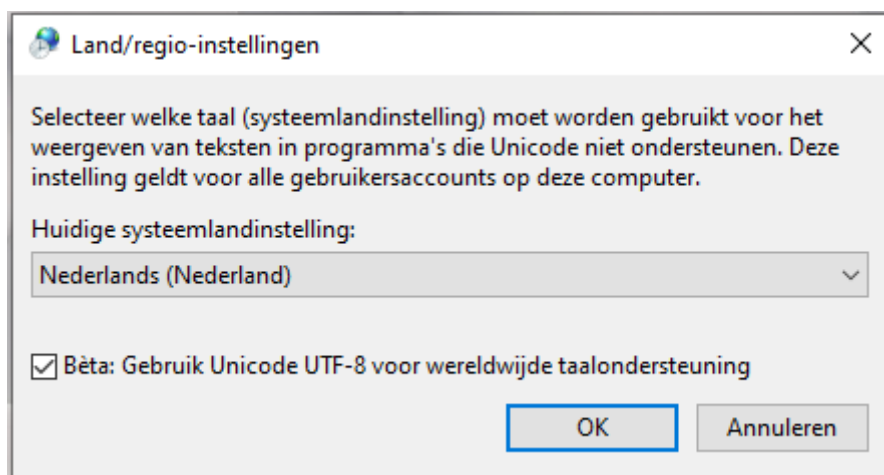 Land/regio-instellingen
Selecteer welke taal (systeemlandinstelling) moet worden gebruikt voor het
weergeven van teksten in programma's die Unicode niet ondersteunen. Deze
instelling geldt voor alle gebruikersaccounts op deze computer.
Huidige systeemlandinstelling:
Nederlands (Nederland)
Bèta: Gebruik Unicode UTF-8 voor wereldwijde taalondersteuning
OK Annuleren